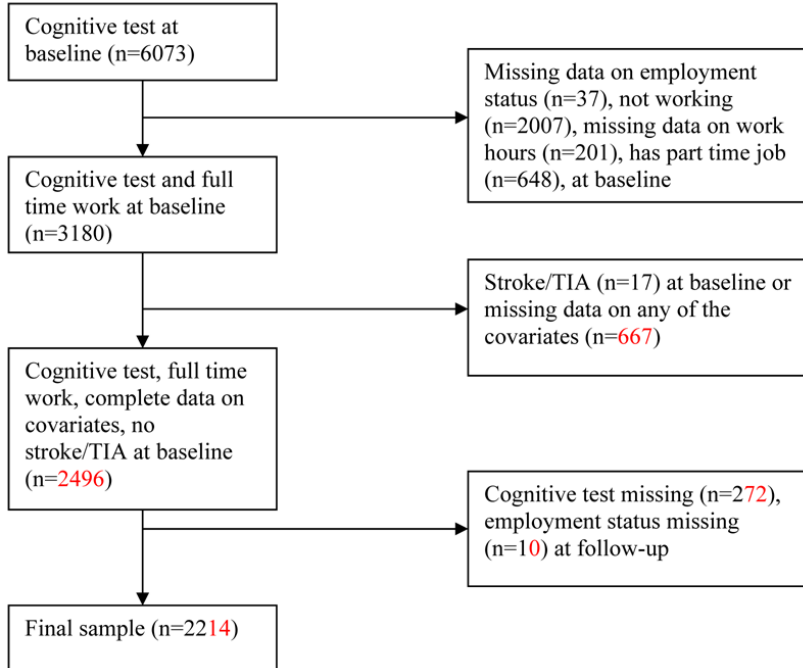 Cognitive test at
baseline (n=6073)
Missing data on employment
status (n=37), not working
(n=2007), missing data on work
hours (n=201), has part time job
(n=648), at baseline
Cognitive test and full
time work at baseline
(n=3180)
Stroke/TIA (n=17) at baseline or
missing data on any of the
covariates (n=667)
Cognitive test, full time
work, complete data on
covariates, no
stroke/TIA at baseline
(n=2496)
Cognitive test missing (n=272),
employment status missing
(n=10) at follow-up
Final sample (n=2214)